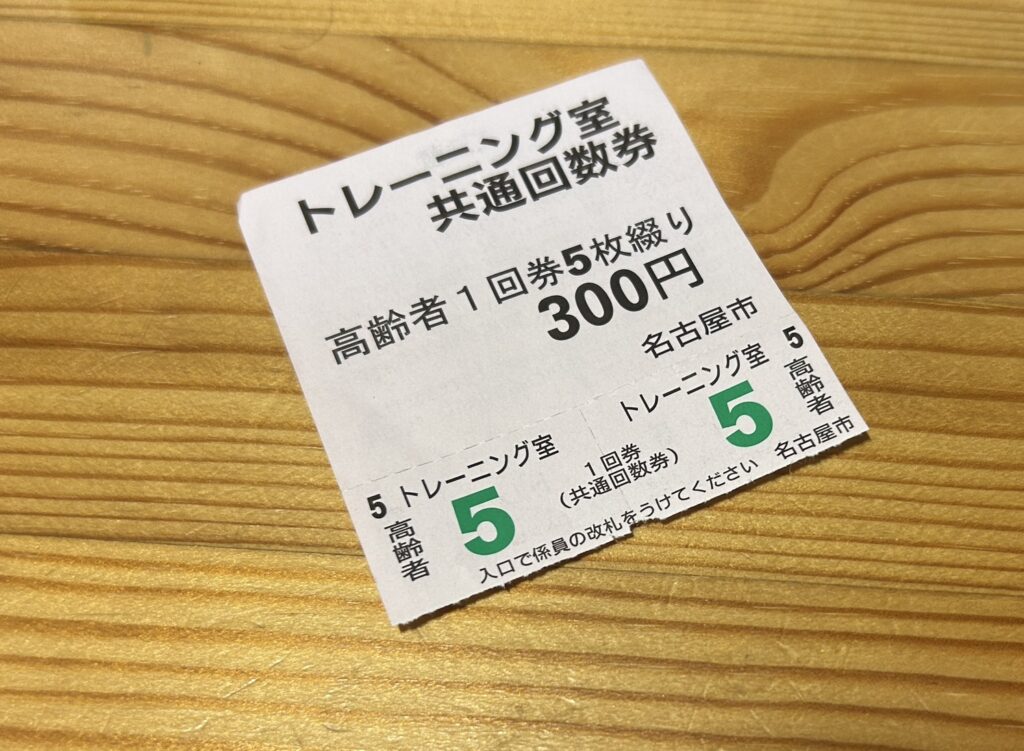 トレーニング室
共通回数券
高齢者1回券5枚綴り
300円
名古屋市
5 トレーニング室
高齢者
5
1回券
(共通回数券)
トレーニング室 5
5
高齢者
入口で係員の改札をうけてください 名古屋市